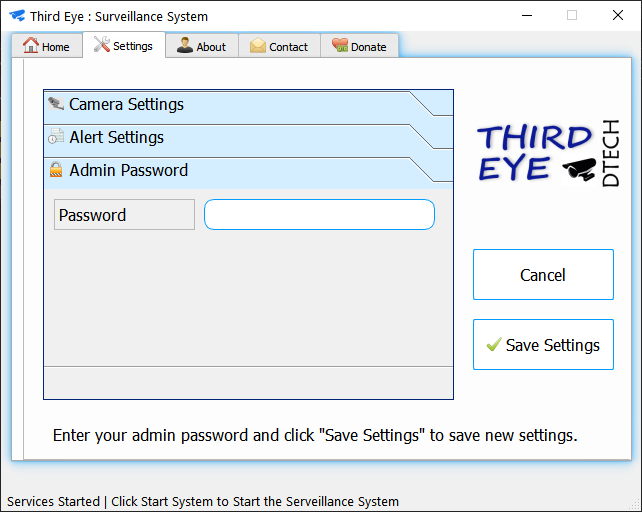 Third Eye : Surveillance System
Home
Settings
About
Contact
Donate
Camera Settings
Alert Settings
Admin Password
Password
THIRD
EYE
DTECH
Cancel
Save Settings
Enter your admin password and click "Save Settings" to save new settings.
Services Started | Click Start System to Start the Serveillance System